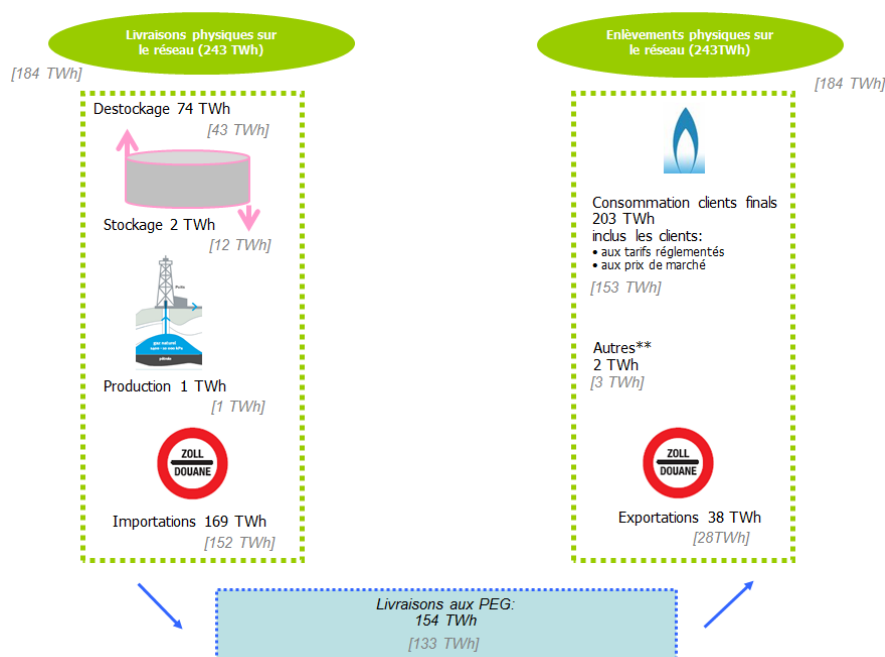 Livraisons physiques sur
le réseau (243 TWh)
[184 TWh]
Destockage 74 TWh
[43 TWh]
Stockage 2 TWh
[12 TWh]
gaz naturel
pétrole
Production 1 TWh
[1 TWh]
ZOLL
DOUANE
Importations 169 TWh
[152 TWh]
Enlèvements physiques sur
le réseau (243TWh)
[184 TWh]
Consommation clients finals
203 TWh
inclus les clients:
• aux tarifs réglementés
• aux prix de marché
[153 TWh]
Autres**
2 TWh
[3 TWh]
ZOLL
DOUANE
Exportations 38 TWh
[28TWh]
Livraisons aux PEG:
154 TWh
[133 TWh]